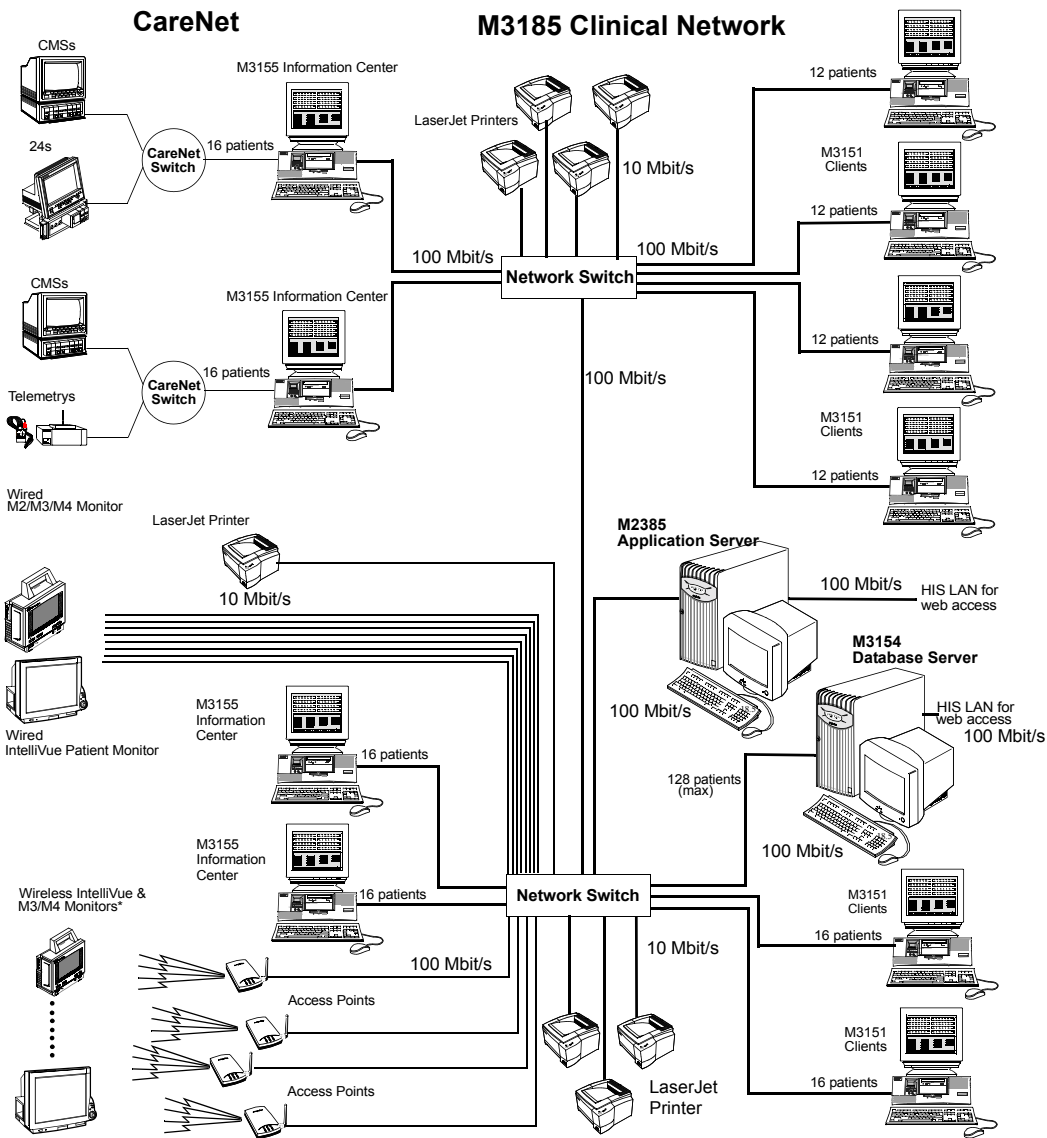 CareNet
M3185 Clinical Network
CMSs
M3155 Information Center
24s
CareNet
Switch
16 patients
LaserJet Printers
10 Mbit/s
12 patients
M3151
Clients
12 patients
100 Mbit/s
100 Mbit/s
Network Switch
CMSs
M3155 Information Center
CareNet
Switch
16 patients
Telemetrys
100 Mbit/s
12 patients
M3151
Clients
12 patients
Wired
M2/M3/M4 Monitor
LaserJet Printer
10 Mbit/s
M2385
Application Server
100 Mbit/s
HIS LAN for
web access
100 Mbit/s
M3154
Database Server
HIS LAN for
web access
100 Mbit/s
128 patients
(max)
100 Mbit/s
Wired
IntelliVue Patient Monitor
M3155
Information
Center
16 patients
M3155
Information
Center
16 patients
Network Switch
Wireless IntelliVue &
M3/M4 Monitors*
100 Mbit/s
Access Points
Access Points
10 Mbit/s
LaserJet
Printer
M3151
Clients
16 patients
M3151
Clients
16 patients